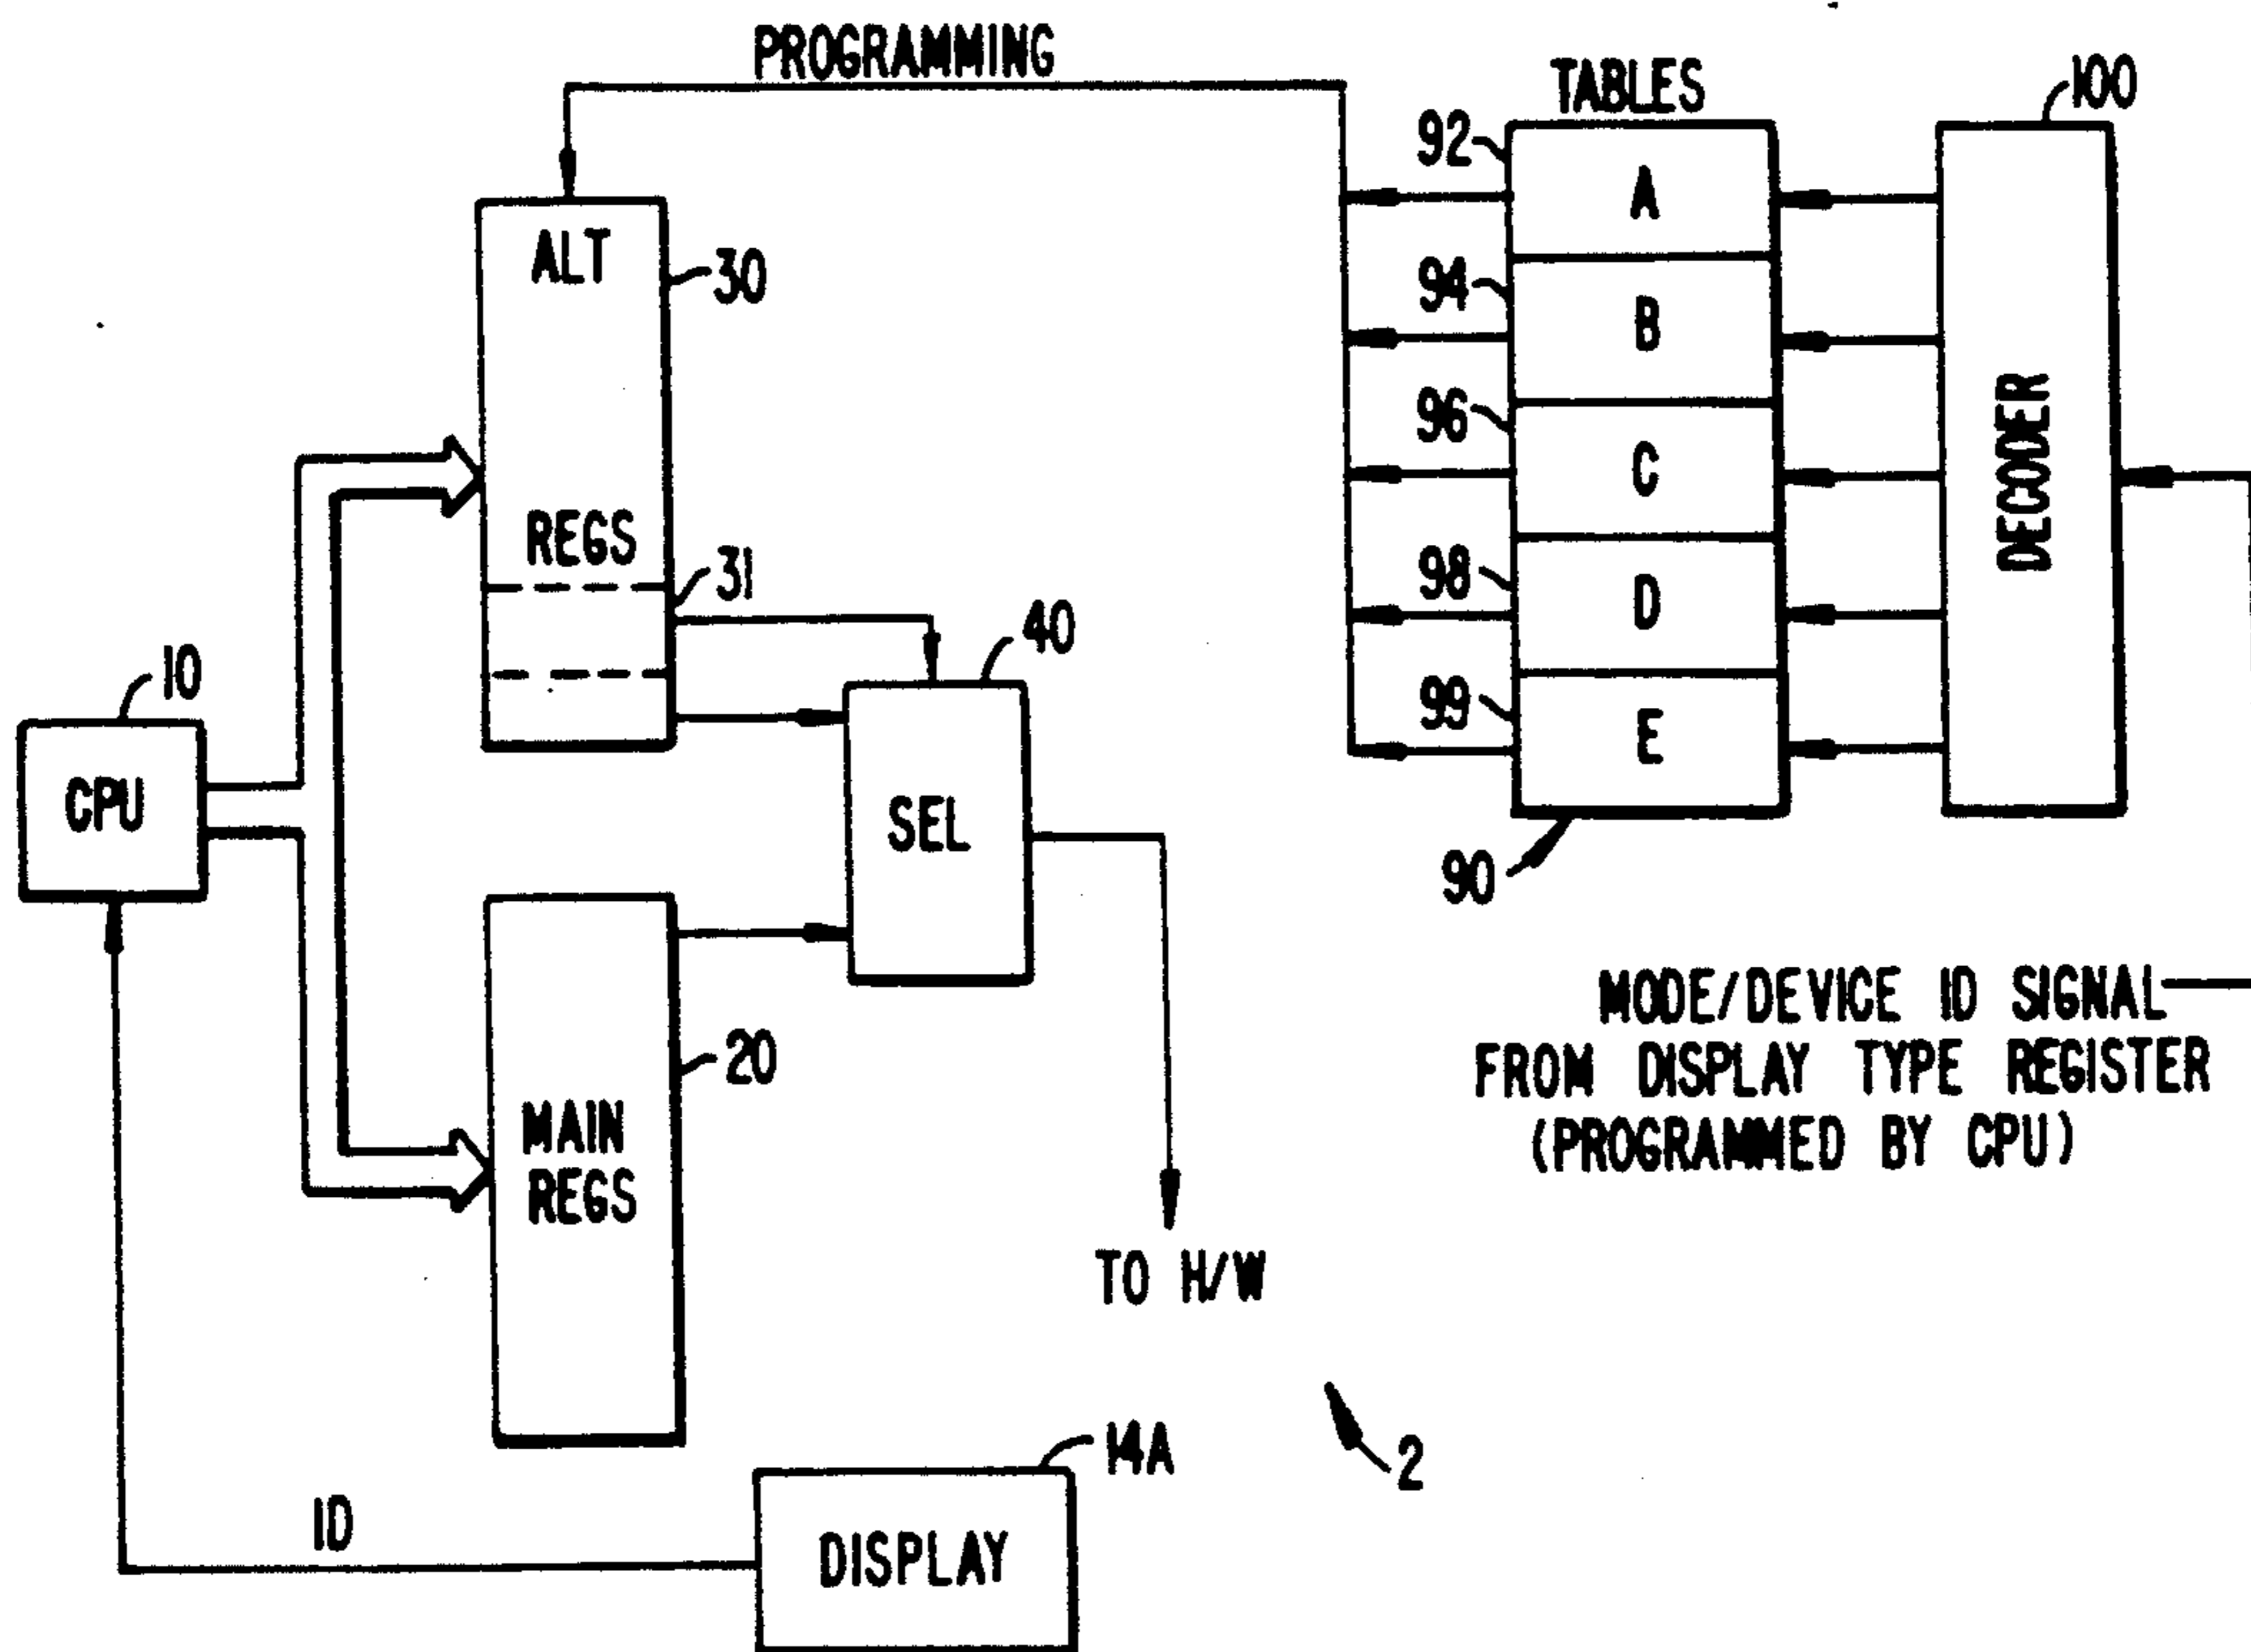 PROGRAMMING
TABLES
100
92
A
ALT
30
94
B
96
C
DECODER
REGS
31
98
D
40
10
99
E
CPU
SEL
90
MODE/DEVICE ID SIGNAL
FROM DISPLAY TYPE REGISTER
(PROGRAMMED BY CPU)
20
MAIN
REGS
TO H/W
14A
2
ID
DISPLAY